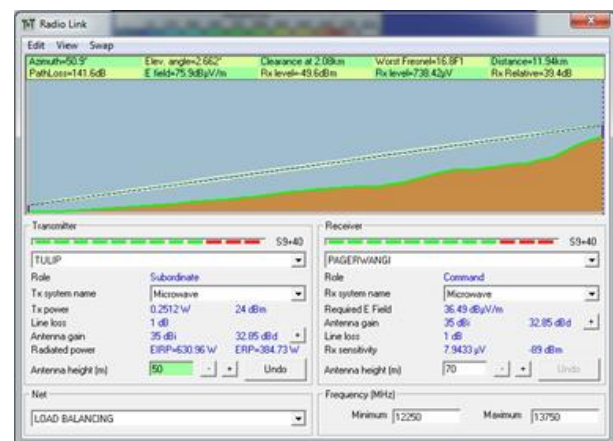 Radio Link
Edit View Swap
Azimuth=50.9° Elev. angle=2.662° Clearance at 2.08km Worst Fresnel=16.8F1 Distance=11.94km
PathLoss=141.6dB E field=75.9dBµV/m Rx level=-49.6dBm Rx level=738.42µV Rx Relative=39.4dB
Transmitter
S9+40
TULIP
Role Subordinate
Tx system name Microwave
Tx power 0.2512 W 24 dBm
Line loss 1 dB
Antenna gain 35 dBi 32.85 dBd +
Radiated power EIRP=630.96 W ERP=384.73 W
Antenna height (m) 50 - + Undo
Net
LOAD BALANCING
Receiver
S9+40
PAGERWANGI
Role Command
Rx system name Microwave
Required E Field 36.49 dBµV/m
Antenna gain 35 dBi 32.85 dBd +
Line loss 1 dB
Rx sensitivity 7.9433 µV -89 dBm
Antenna height (m) 70 - + Undo
Frequency (MHz)
Minimum 12250 Maximum 13750